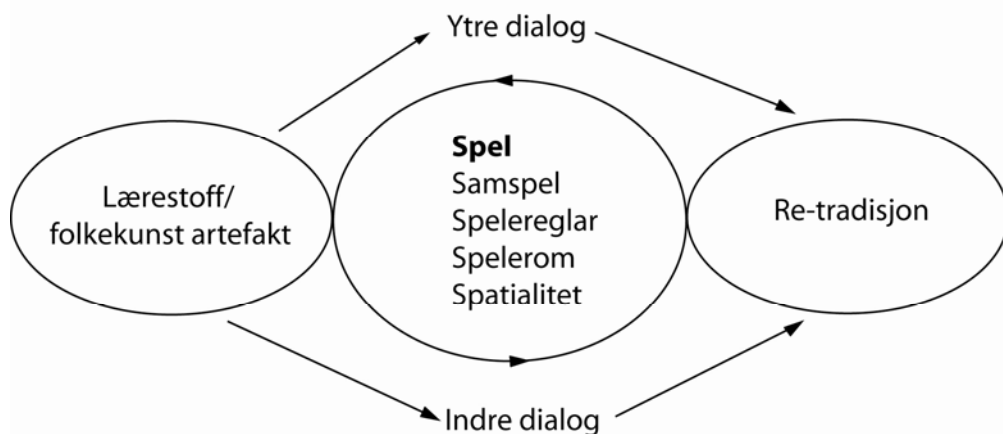 Ytre dialog
Lærestoff/
folkekunst artefakt
Spel
Samspel
Spelereglar
Spelerom
Spatialitet
Re-tradisjon
Indre dialog